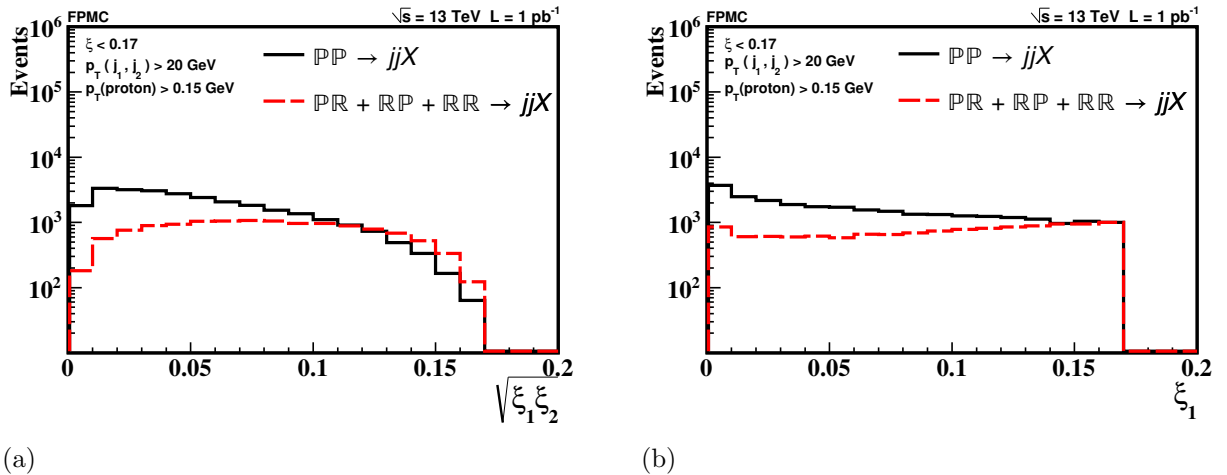 FPMC √s = 13 TeV L = 1 pb⁻¹
Events
10⁶
10⁵
10⁴
10³
10²
ξ < 0.17
p_T ( j_1 , j_2 ) > 20 GeV
p_T(proton) > 0.15 GeV
ℙℙ → jjX
ℙℝ + ℝℙ + ℝℝ → jjX
0 0.05 0.1 0.15 0.2
√ξ_1ξ_2
(a)
FPMC √s = 13 TeV L = 1 pb⁻¹
Events
10⁶
10⁵
10⁴
10³
10²
ξ < 0.17
p_T ( j_1 , j_2 ) > 20 GeV
p_T(proton) > 0.15 GeV
ℙℙ → jjX
ℙℝ + ℝℙ + ℝℝ → jjX
0 0.05 0.1 0.15 0.2
ξ_1
(b)